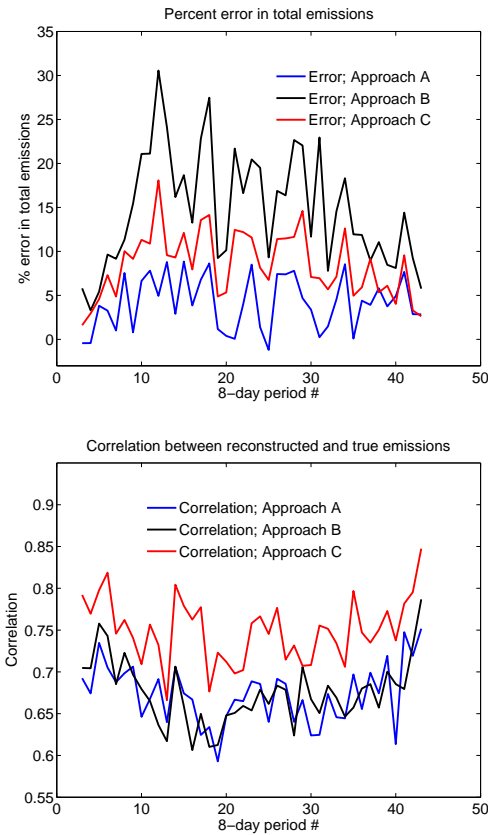 Percent error in total emissions
35
30
25
20
15
10
5
0
% error in total emissions
Error; Approach A
Error; Approach B
Error; Approach C
0 10 20 30 40 50
8−day period #
Correlation between reconstructed and true emissions
0.9
0.85
0.8
0.75
0.7
0.65
0.6
0.55
Correlation
Correlation; Approach A
Correlation; Approach B
Correlation; Approach C
0 10 20 30 40 50
8−day period #